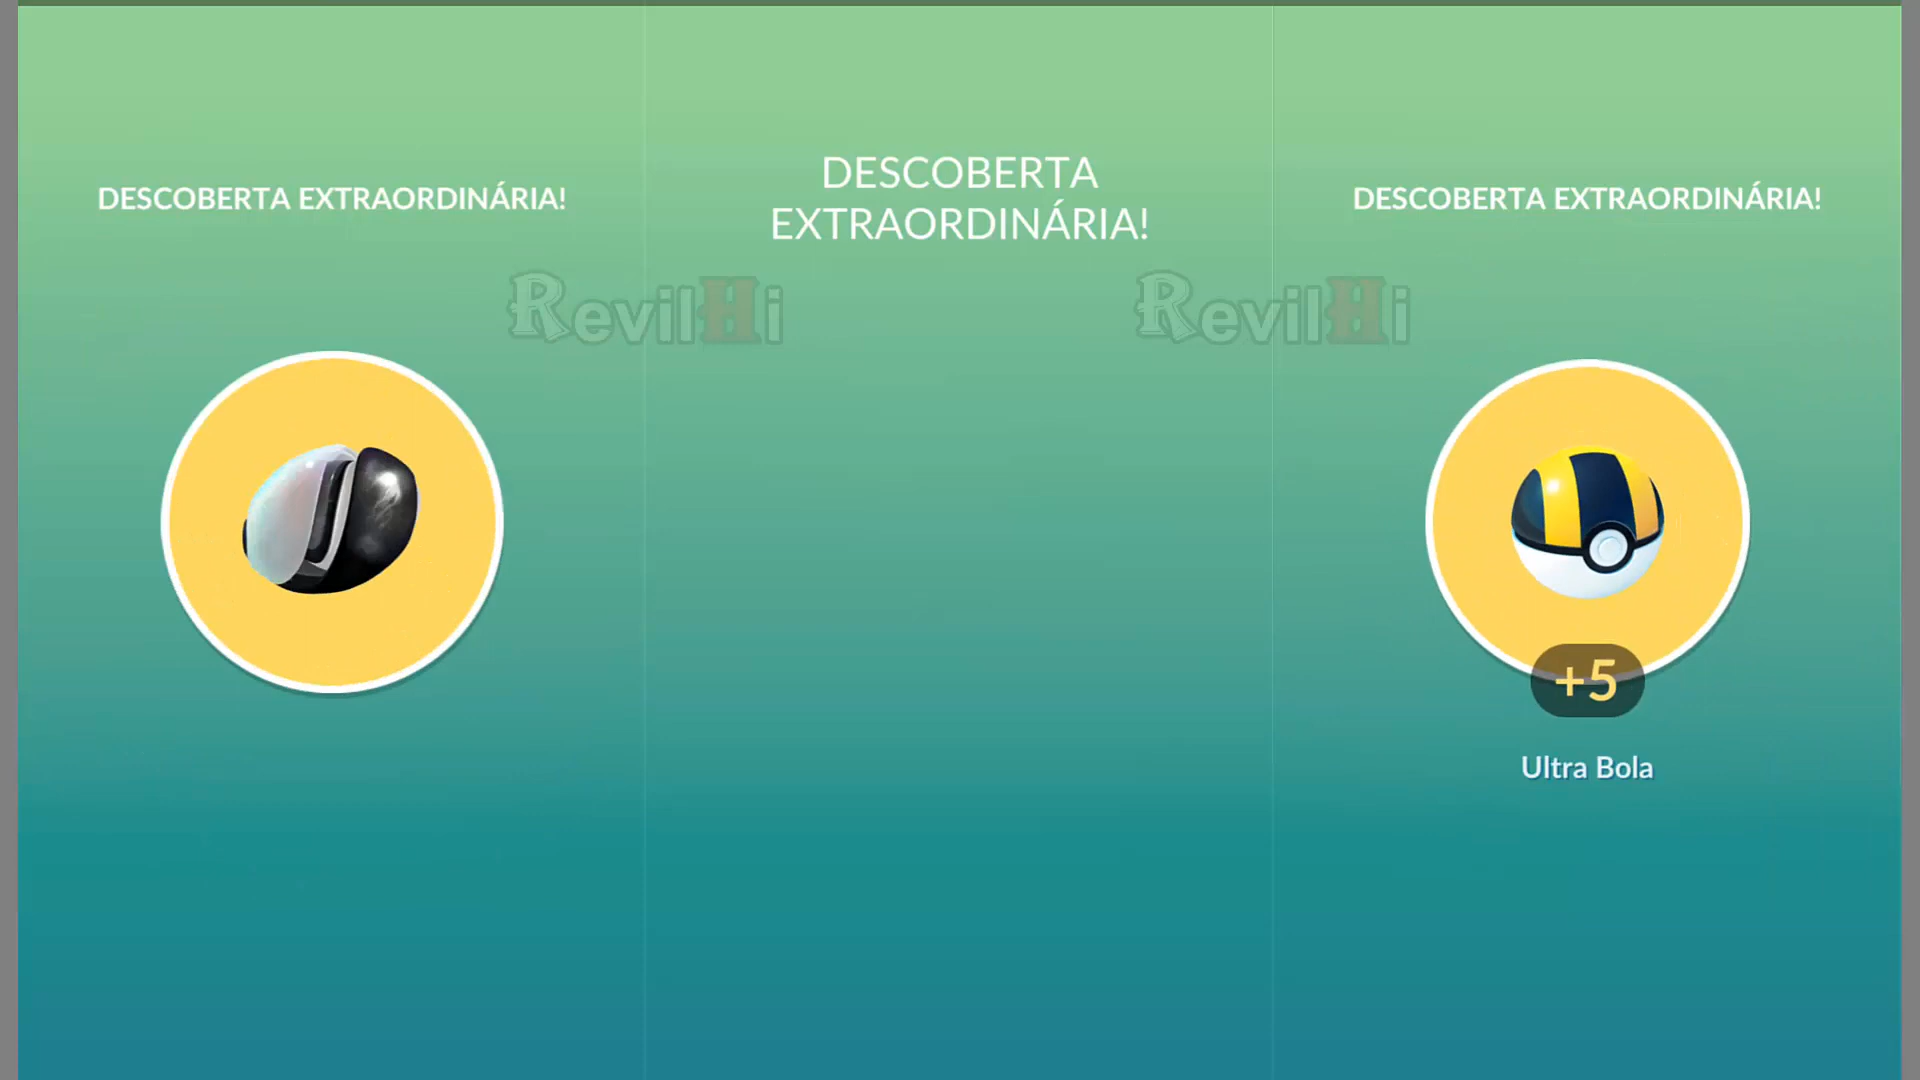 DESCOBERTA EXTRAORDINÁRIA!
DESCOBERTA
EXTRAORDINÁRIA!
DESCOBERTA EXTRAORDINÁRIA!
RevilHi
RevilHi
+5
Ultra Bola